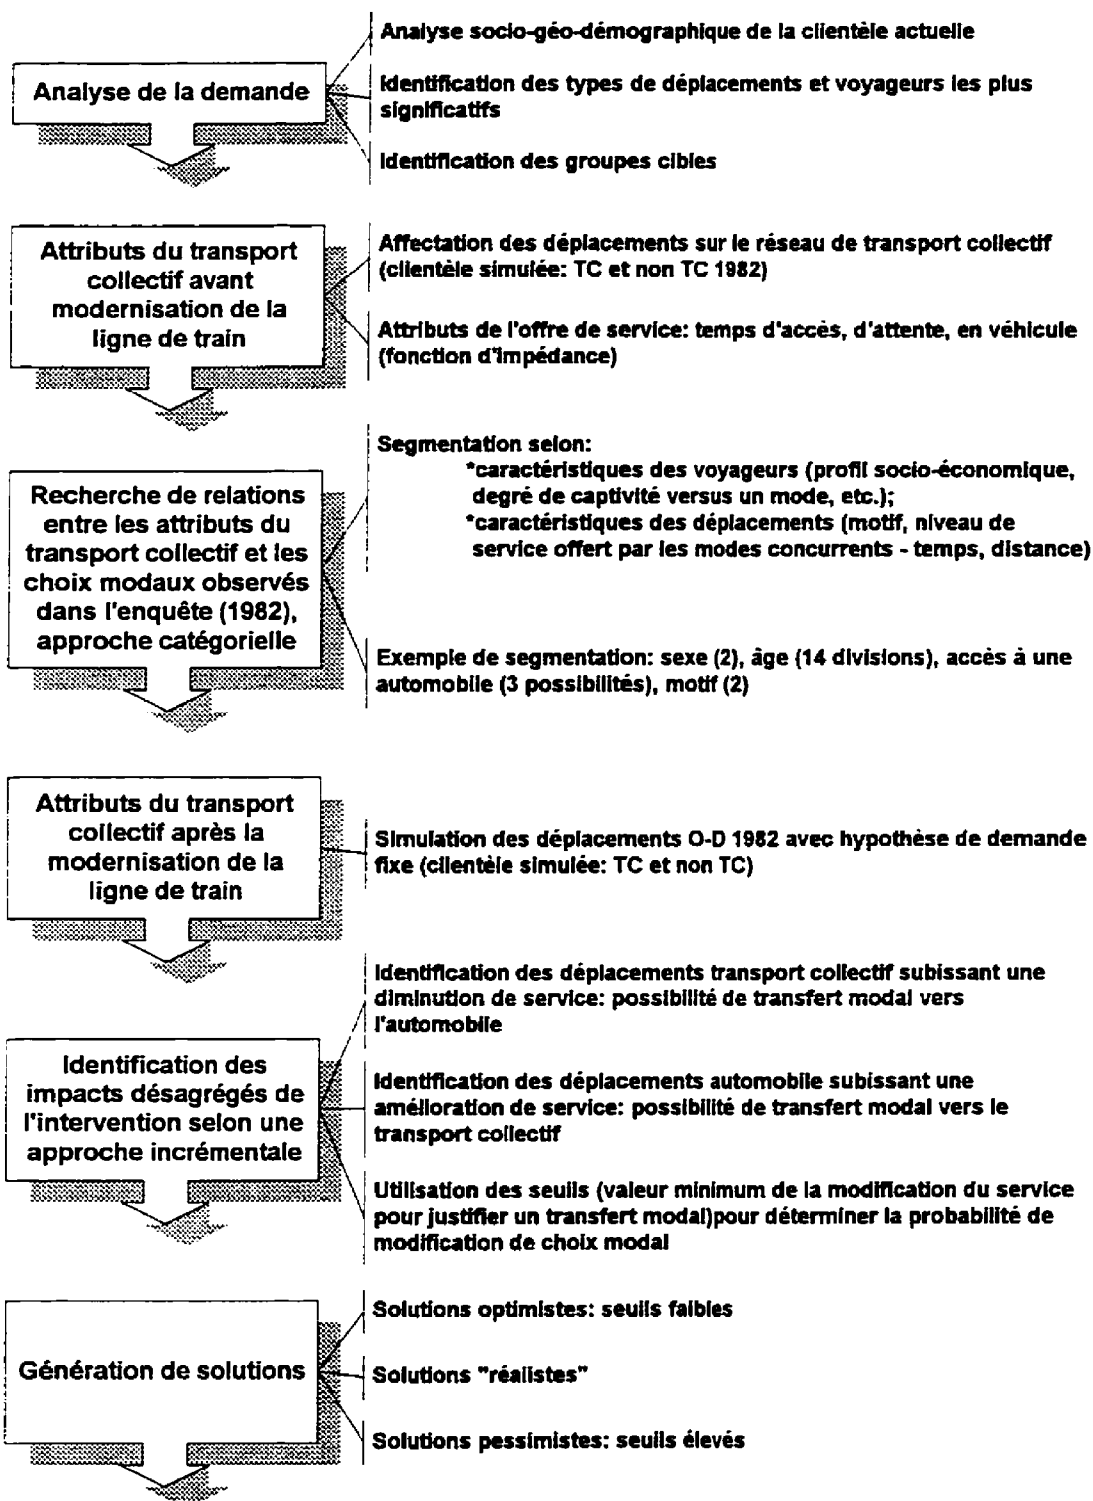 Analyse de la demande
Analyse socio-géo-démographique de la clientèle actuelle
Identification des types de déplacements et voyageurs les plus
significatifs
Identification des groupes cibles
Attributs du transport
collectif avant
modernisation de la
ligne de train
Affectation des déplacements sur le réseau de transport collectif
(clientèle simulée: TC et non TC 1982)
Attributs de l'offre de service: temps d'accès, d'attente, en véhicule
(fonction d'impédance)
Recherche de relations
entre les attributs du
transport collectif et les
choix modaux observés
dans l'enquête (1982),
approche catégorielle
Segmentation selon:
*caractéristiques des voyageurs (profil socio-économique,
degré de captivité versus un mode, etc.);
*caractéristiques des déplacements (motif, niveau de
service offert par les modes concurrents - temps, distance)
Exemple de segmentation: sexe (2), âge (14 divisions), accès à une
automobile (3 possibilités), motif (2)
Attributs du transport
collectif après la
modernisation de la
ligne de train
Simulation des déplacements O-D 1982 avec hypothèse de demande
fixe (clientèle simulée: TC et non TC)
Identification des
impacts désagrégés de
l'intervention selon une
approche incrémentale
Identification des déplacements transport collectif subissant une
diminution de service: possibilité de transfert modal vers
l'automobile
Identification des déplacements automobile subissant une
amélioration de service: possibilité de transfert modal vers le
transport collectif
Utilisation des seuils (valeur minimum de la modification du service
pour justifier un transfert modal)pour déterminer la probabilité de
modification de choix modal
Génération de solutions
Solutions optimistes: seuils faibles
Solutions "réalistes"
Solutions pessimistes: seuils élevés